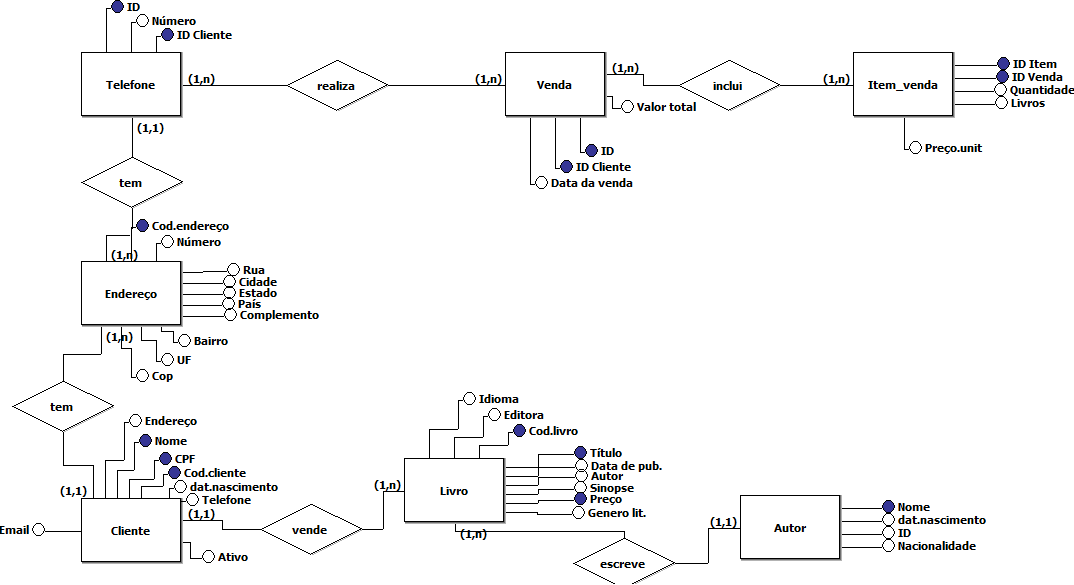 ID
Número
ID Cliente
Telefone
(1,n)
realiza
(1,n)
Venda
(1,n)
Valor total
inclui
(1,n)
Item_venda
ID Item
ID Venda
Quantidade
Livros
Preço.unit
ID
ID Cliente
Data da venda
(1,1)
tem
Cod.endereço
Número
(1,n)
Endereço
Rua
Cidade
Estado
País
Complemento
(1,n)
Bairro
UF
Cop
tem
Endereço
Nome
CPF
Cod.cliente
dat.nascimento
Telefone
(1,1)
(1,1)
Email
Cliente
Ativo
vende
(1,n)
Livro
Idioma
Editora
Cod.livro
Título
Data de pub.
Autor
Sinopse
Preço
Genero lit.
(1,n)
escreve
(1,1)
Autor
Nome
dat.nascimento
ID
Nacionalidade